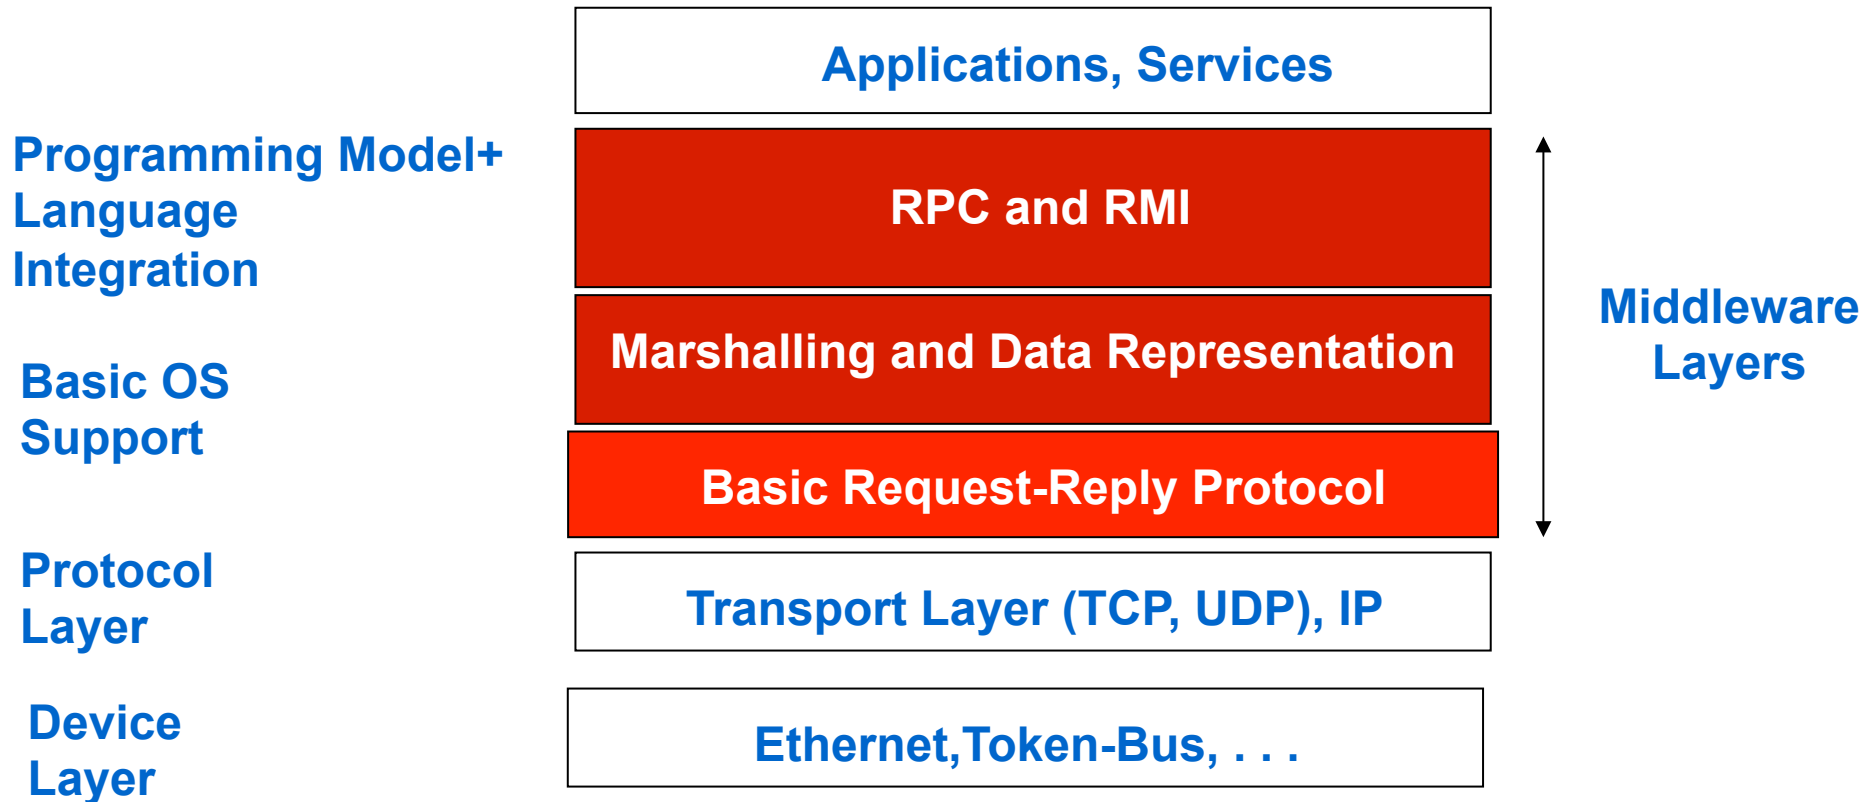 Applications, Services
Programming Model+
Language
Integration
RPC and RMI
Marshalling and Data Representation
Middleware
Layers
Basic OS
Support
Basic Request-Reply Protocol
Protocol
Layer
Transport Layer (TCP, UDP), IP
Device
Layer
Ethernet,Token-Bus, . . .